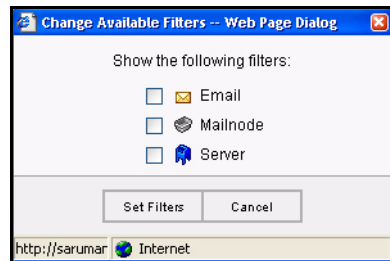 Change Available Filters -- Web Page Dialog
Show the following filters:
Email
Mailnode
Server
Set Filters Cancel
http://sarumar Internet